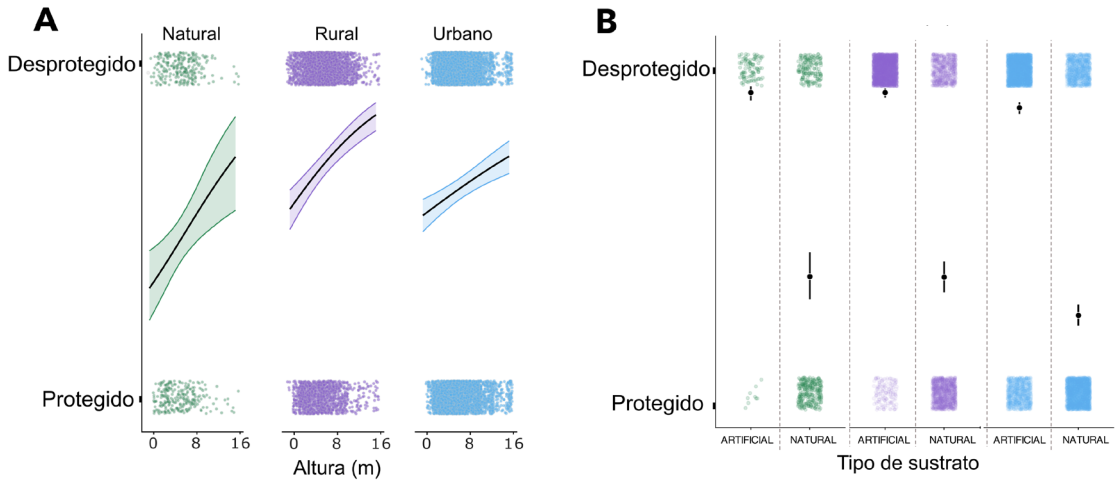 A
Natural Rural Urbano
Desprotegido
Protegido
0 8 16 0 8 16 0 8 16
Altura (m)
B
Desprotegido
Protegido
ARTIFICIAL NATURAL ARTIFICIAL NATURAL ARTIFICIAL NATURAL
Tipo de sustrato